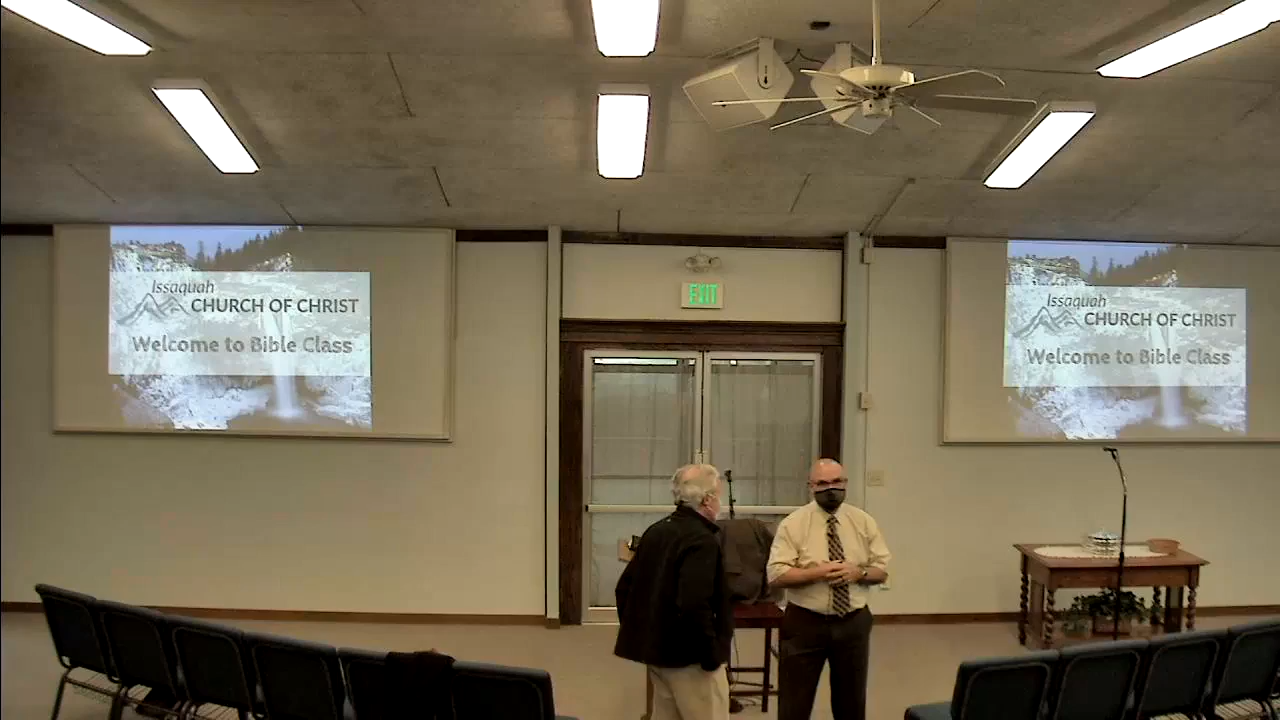 Issaquah
CHURCH OF CHRIST
Welcome to Bible Class
EXIT
Issaquah
CHURCH OF CHRIST
Welcome to Bible Class